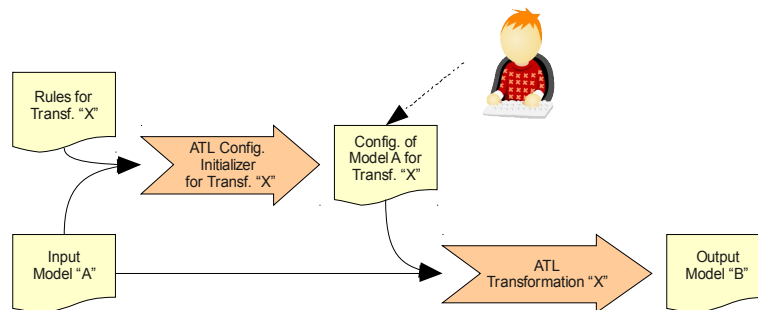 Rules for
Transf. “X”
ATL Config.
Initializer
for Transf. “X”
Config. of
Model A for
Transf. “X”
Input
Model “A”
ATL
Transformation “X”
Output
Model “B”